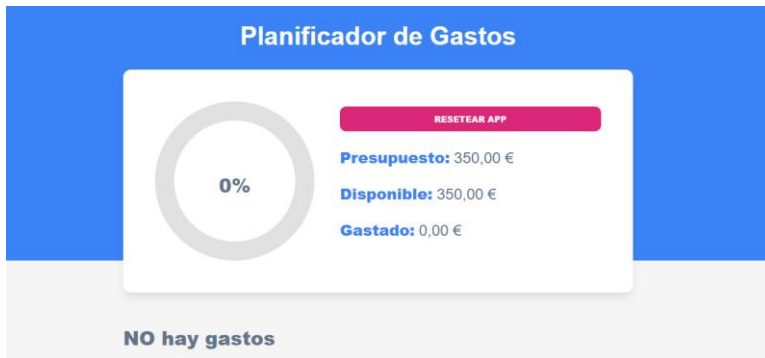 Planificador de Gastos
0%
RESETEAR APP
Presupuesto: 350,00 €
Disponible: 350,00 €
Gastado: 0,00 €
NO hay gastos